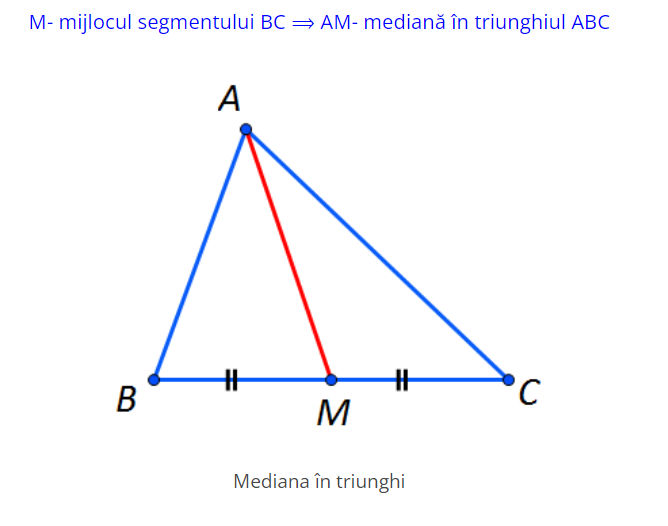 M- mijlocul segmentului BC ⟹ AM- mediană în triunghiul ABC
A
B
M
C
Mediana în triunghi